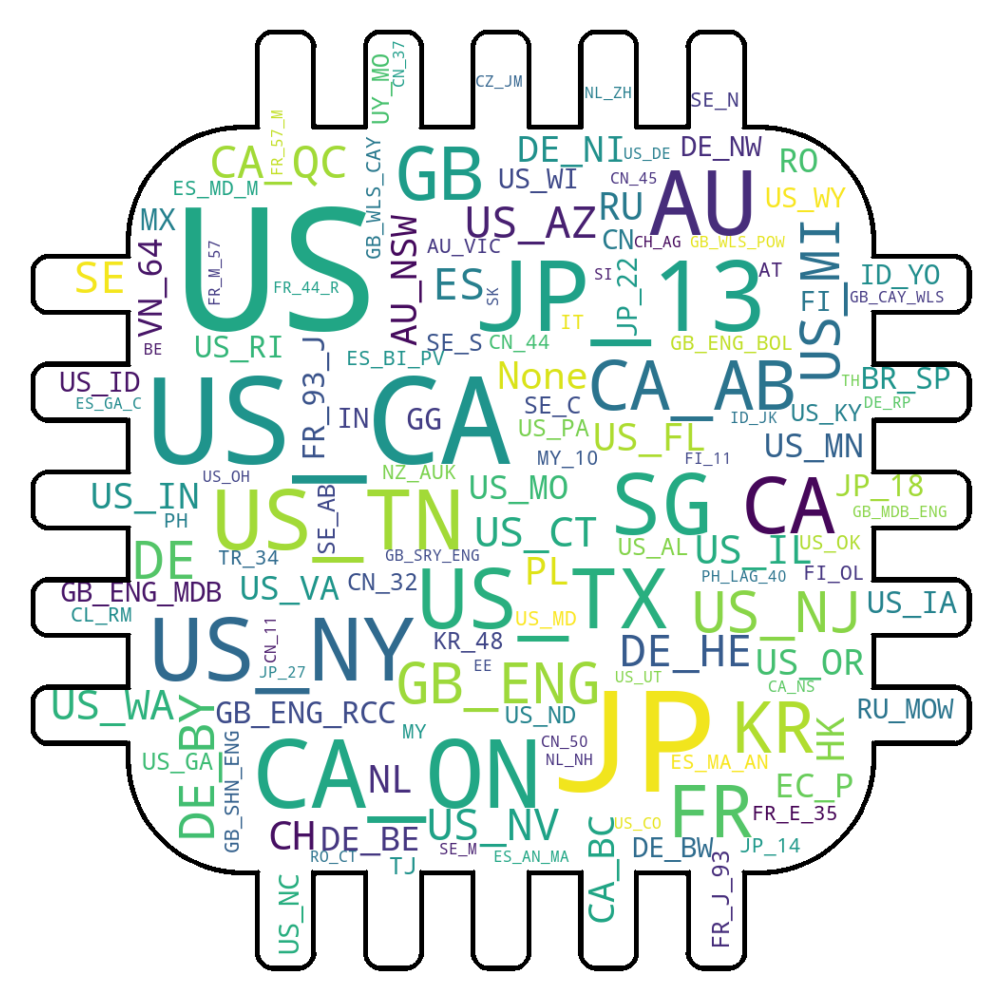 CN_37
UY_MO
CZ_JM
NL_ZH
SE_N
FR_57_M
CA_QC
GB_WLS_CAY
GB
DE_NI
US_DE
DE_NW
RO
ES_MD_M
US_WI
CN_45
AU
US_WY
MX
US
US_AZ
RU
CN
CH_AG
GB_WLS_POW
FR_M_57
AU_NSW
AU_VIC
US_MI
VN_64
SE
FR_44_R
ES
SK
JP_13
SI
JP_22
AT
ID_YO
FI
GB_CAY_WLS
IT
BE
US_RI
FR_93_J
ES_BI_PV
SE_S
CN_44
GB_ENG_BOL
US_ID
ES_GA_C
US_CA
IN
GG
None
SE_C
CA_AB
TH
BR_SP
DE_RP
ID_JK
US_KY
US_PA
US_FL
US_MN
MY_10
FI_11
US_OH
NZ_AUK
US_IN
PH
US_TN
SE_AB
US_MO
SG
CA
JP_18
GB_MDB_ENG
US_CT
DE
TR_34
GB_SRY_ENG
US_AL
US_IL
US_OK
GB_ENG_MDB
CL_RM
US_VA
CN_32
US_TX
PL
PH_LAG_40
FI_OL
US_MD
US_NJ
US_IA
US_NY
CN_11
JP_27
KR_48
EE
DE_HE
US_OR
US_UT
CA_NS
GB_ENG
US_WA
DE_BY
GB_ENG_RCC
US_ND
JP
KR
HK
RU_MOW
US_GA
GB_SHN_ENG
CA_ON
NL
MY
CN_50
NL_NH
ES_MA_AN
EC_P
FR
FR_E_35
CH
DE_BE
US_NV
US_CO
SE_M
RO_CT
TJ
ES_AN_MA
CA_BC
DE_BW
JP_14
FR_J_93
US_NC